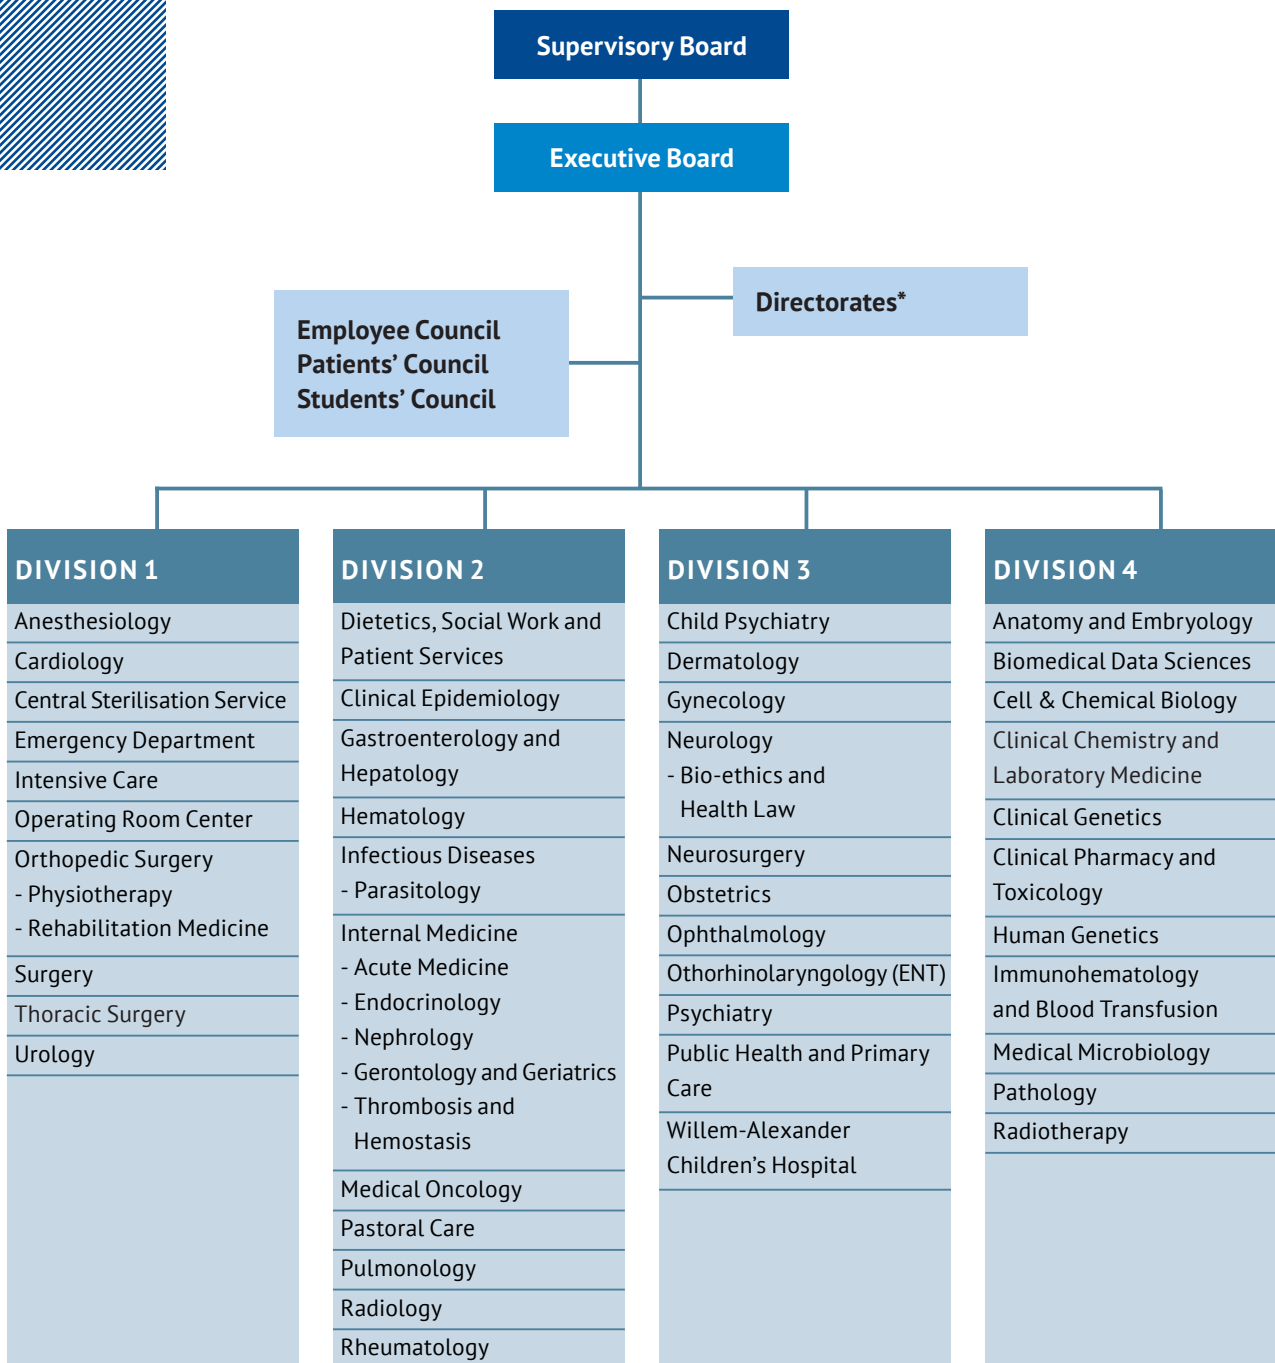 Supervisory Board
Executive Board
Directorates*
Employee Council
Patients’ Council
Students’ Council
DIVISION 1
Anesthesiology
Cardiology
Central Sterilisation Service
Emergency Department
Intensive Care
Operating Room Center
Orthopedic Surgery
- Physiotherapy
- Rehabilitation Medicine
Surgery
Thoracic Surgery
Urology
DIVISION 2
Dietetics, Social Work and
Patient Services
Clinical Epidemiology
Gastroenterology and
Hepatology
Hematology
Infectious Diseases
- Parasitology
Internal Medicine
- Acute Medicine
- Endocrinology
- Nephrology
- Gerontology and Geriatrics
- Thrombosis and
Hemostasis
Medical Oncology
Pastoral Care
Pulmonology
Radiology
Rheumatology
DIVISION 3
Child Psychiatry
Dermatology
Gynecology
Neurology
- Bio-ethics and
Health Law
Neurosurgery
Obstetrics
Ophthalmology
Othorhinolaryngology (ENT)
Psychiatry
Public Health and Primary
Care
Willem-Alexander
Children’s Hospital
DIVISION 4
Anatomy and Embryology
Biomedical Data Sciences
Cell & Chemical Biology
Clinical Chemistry and
Laboratory Medicine
Clinical Genetics
Clinical Pharmacy and
Toxicology
Human Genetics
Immunohematology
and Blood Transfusion
Medical Microbiology
Pathology
Radiotherapy